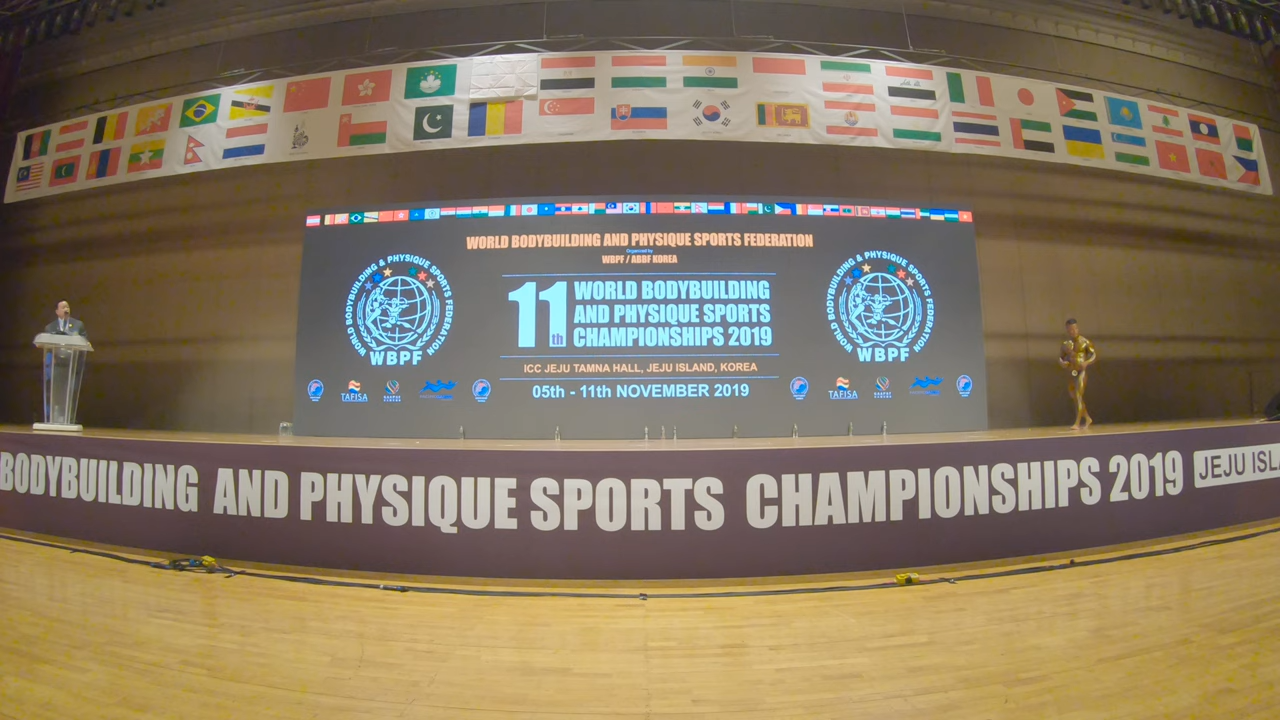 WORLD BODYBUILDING AND PHYSIQUE SPORTS FEDERATION
Organized by
WBPF / ABBF KOREA
WORLD BODYBUILDING & PHYSIQUE SPORTS FEDERATION
WBPF
11th
WORLD BODYBUILDING
AND PHYSIQUE SPORTS
CHAMPIONSHIPS 2019
WORLD BODYBUILDING & PHYSIQUE SPORTS FEDERATION
WBPF
ICC JEJU TAMNA HALL, JEJU ISLAND, KOREA
05th - 11th NOVEMBER 2019
TAFISA
TAFISA
BODYBUILDING AND PHYSIQUE SPORTS CHAMPIONSHIPS 2019 JEJU ISL